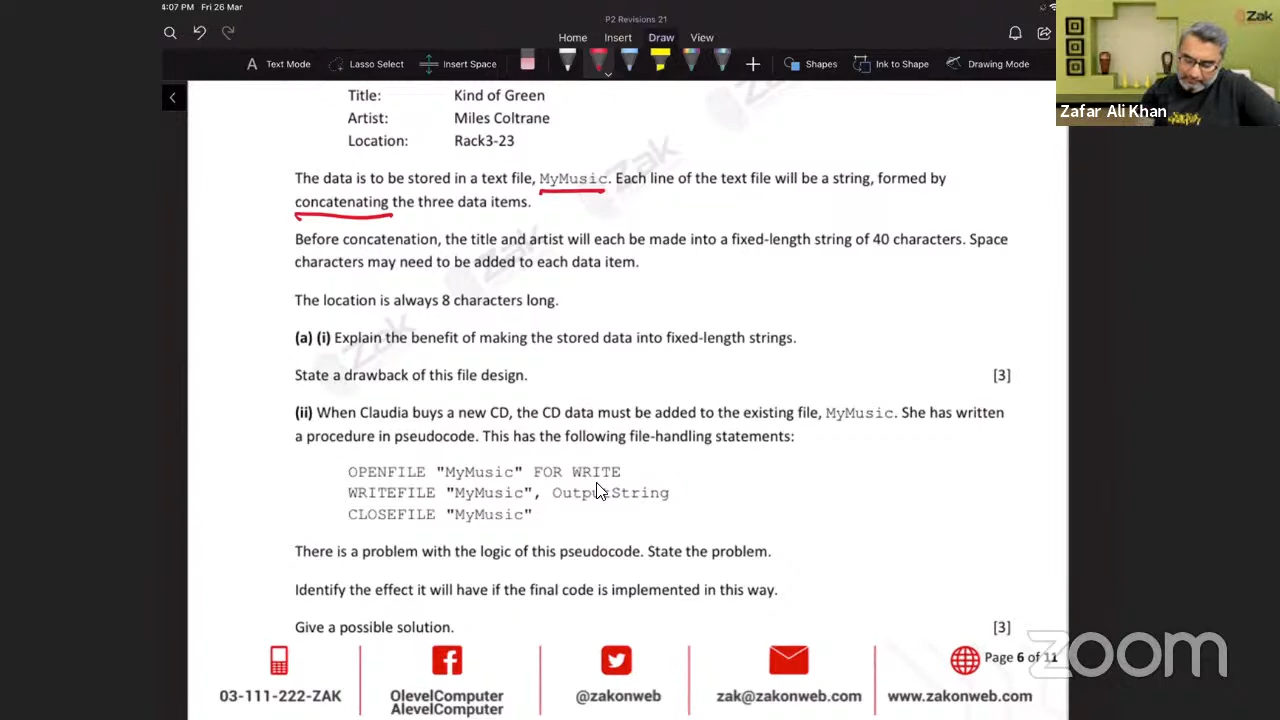 4:07 PM Fri 26 Mar
P2 Revisions 21
Home Insert Draw View
Text Mode Lasso Select Insert Space Shapes Ink to Shape Drawing Mode
Zak
Zafar Ali Khan
Title: Kind of Green
Artist: Miles Coltrane
Location: Rack3-23
The data is to be stored in a text file, MyMusic. Each line of the text file will be a string, formed by
concatenating the three data items.
Before concatenation, the title and artist will each be made into a fixed-length string of 40 characters. Space
characters may need to be added to each data item.
The location is always 8 characters long.
(a) (i) Explain the benefit of making the stored data into fixed-length strings.
State a drawback of this file design. [3]
(ii) When Claudia buys a new CD, the CD data must be added to the existing file, MyMusic. She has written
a procedure in pseudocode. This has the following file-handling statements:
OPENFILE "MyMusic" FOR WRITE
WRITEFILE "MyMusic", OutputString
CLOSEFILE "MyMusic"
There is a problem with the logic of this pseudocode. State the problem.
Identify the effect it will have if the final code is implemented in this way.
Give a possible solution. [3]
Page 6 of 11
zoom
03-111-222-ZAK
OlevelComputer
AlevelComputer
@zakonweb
zak@zakonweb.com
www.zakonweb.com